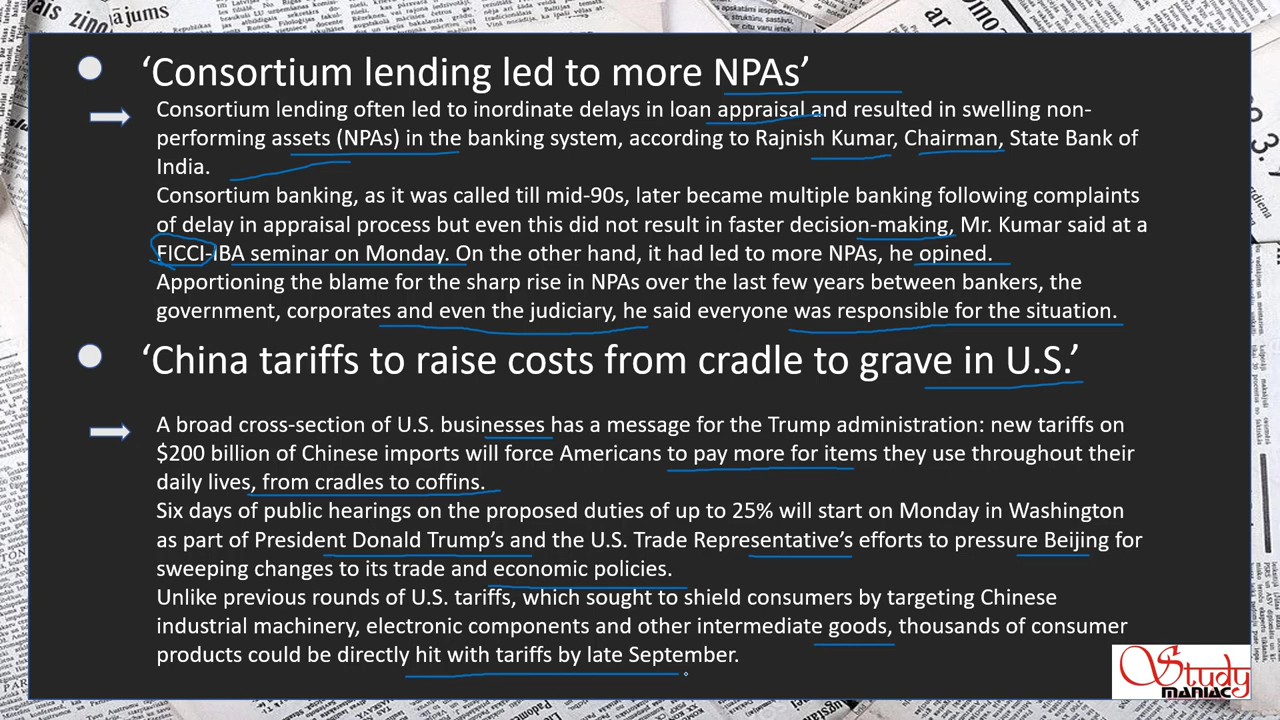 ‘Consortium lending led to more NPAs’
Consortium lending often led to inordinate delays in loan appraisal and resulted in swelling non-
performing assets (NPAs) in the banking system, according to Rajnish Kumar, Chairman, State Bank of
India.
Consortium banking, as it was called till mid-90s, later became multiple banking following complaints
of delay in appraisal process but even this did not result in faster decision-making, Mr. Kumar said at a
FICCI-IBA seminar on Monday. On the other hand, it had led to more NPAs, he opined.
Apportioning the blame for the sharp rise in NPAs over the last few years between bankers, the
government, corporates and even the judiciary, he said everyone was responsible for the situation.
‘China tariffs to raise costs from cradle to grave in U.S.’
A broad cross-section of U.S. businesses has a message for the Trump administration: new tariffs on
$200 billion of Chinese imports will force Americans to pay more for items they use throughout their
daily lives, from cradles to coffins.
Six days of public hearings on the proposed duties of up to 25% will start on Monday in Washington
as part of President Donald Trump’s and the U.S. Trade Representative’s efforts to pressure Beijing for
sweeping changes to its trade and economic policies.
Unlike previous rounds of U.S. tariffs, which sought to shield consumers by targeting Chinese
industrial machinery, electronic components and other intermediate goods, thousands of consumer
products could be directly hit with tariffs by late September.
Study
MANIAC